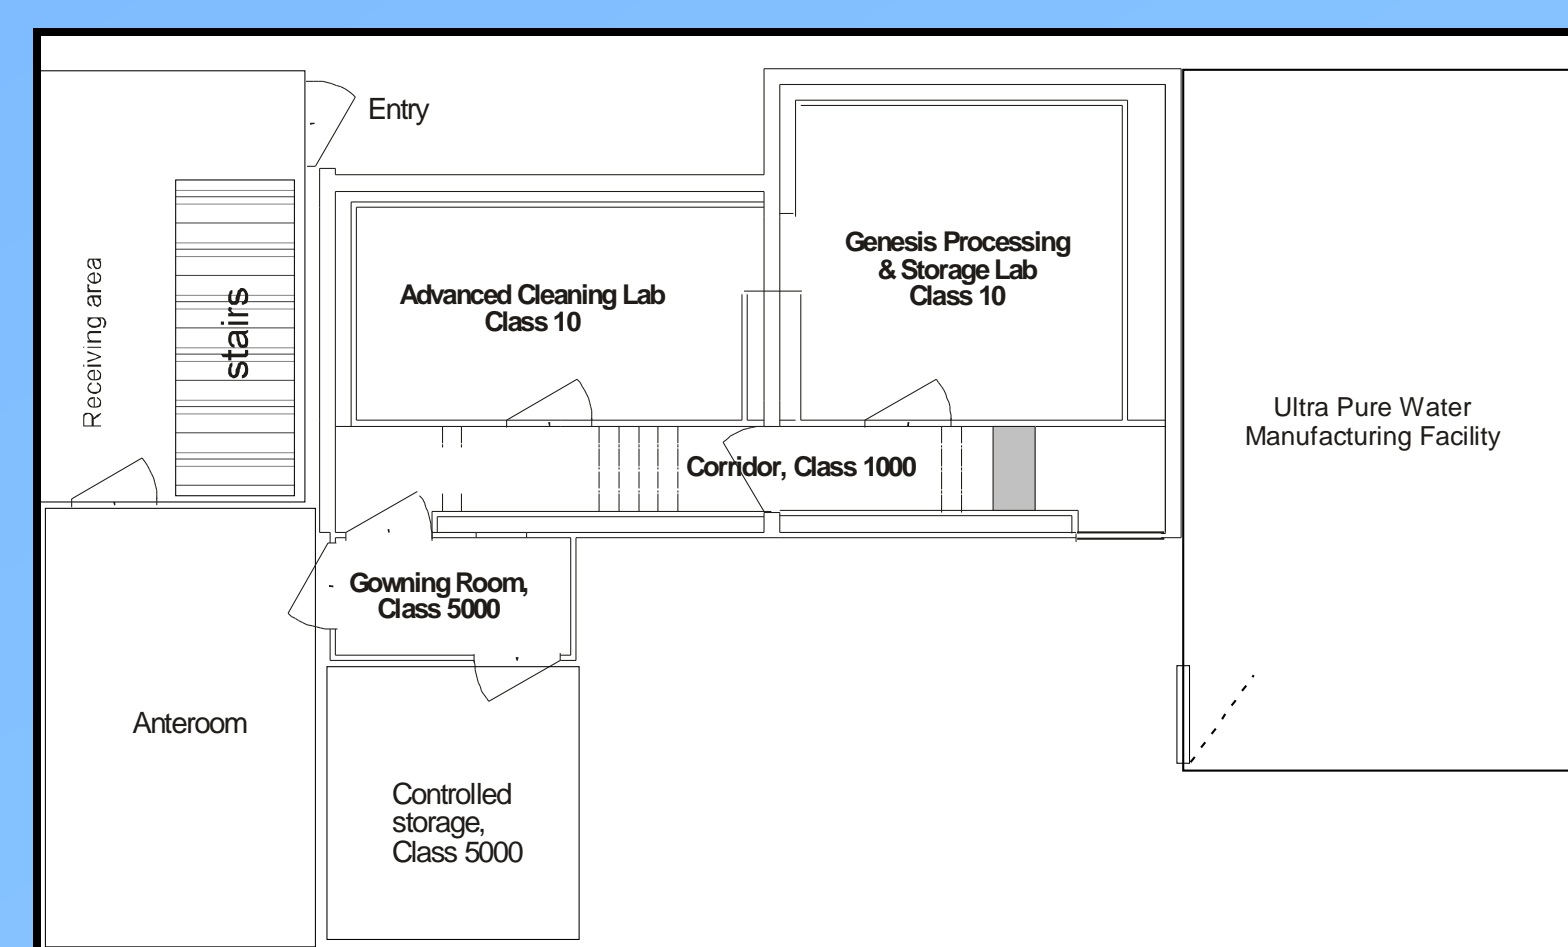 Entry
Receiving area
stairs
Advanced Cleaning Lab
Class 10
Genesis Processing
& Storage Lab
Class 10
Ultra Pure Water
Manufacturing Facility
Corridor, Class 1000
Gowning Room,
Class 5000
Anteroom
Controlled
storage,
Class 5000